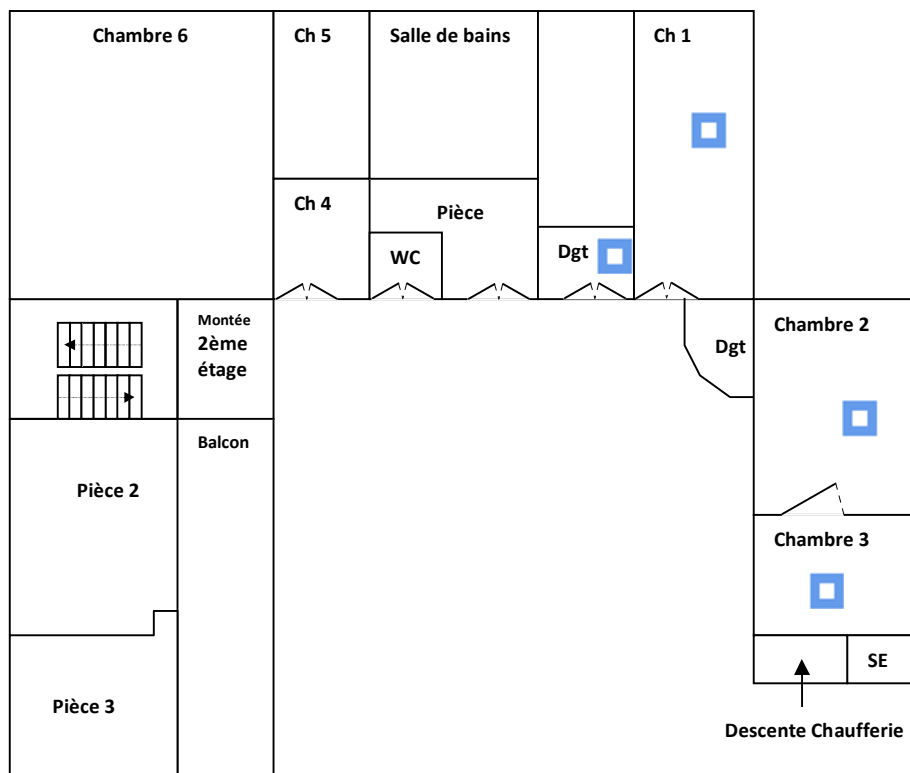 Chambre 6
Ch 5
Salle de bains
Ch 1
Ch 4
Pièce
WC
Dgt
Montée
2ème
étage
Dgt
Chambre 2
Balcon
Pièce 2
Chambre 3
SE
Pièce 3
Descente Chaufferie